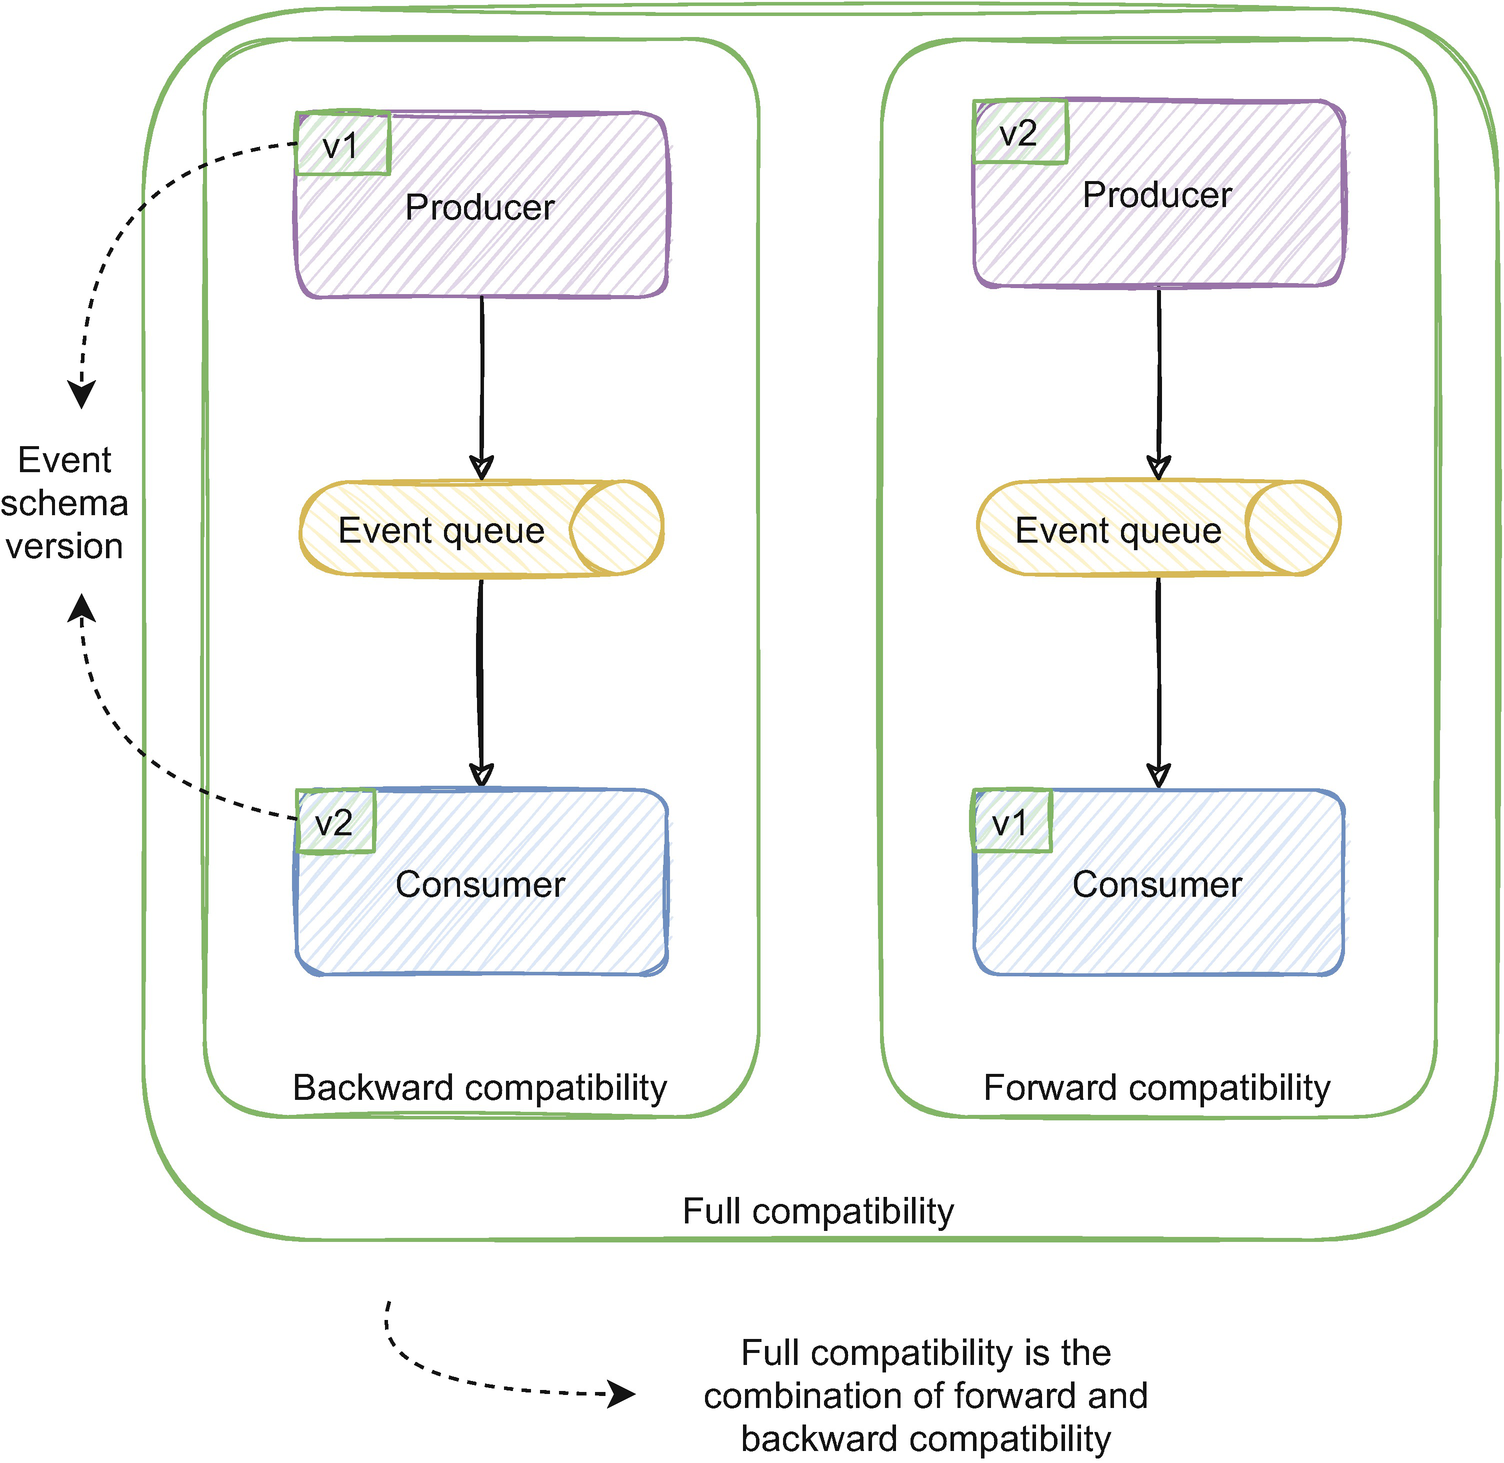 v1
Producer
v2
Producer
Event
schema
version
Event queue
Event queue
v2
Consumer
v1
Consumer
Backward compatibility
Forward compatibility
Full compatibility
Full compatibility is the
combination of forward and
backward compatibility